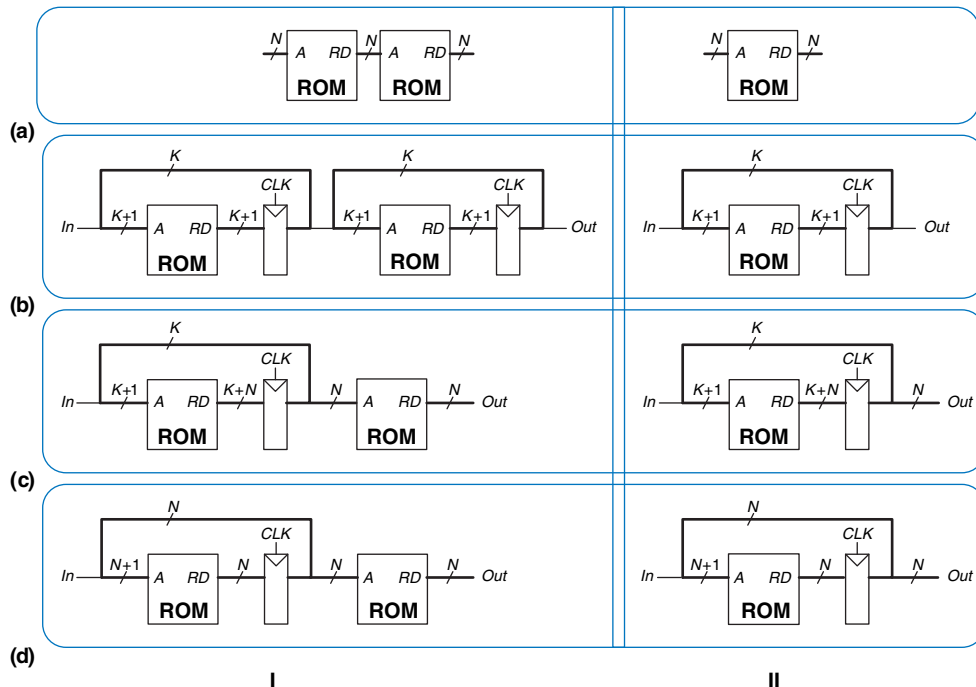 N A RD N A RD N
ROM ROM
N A RD N
ROM
(a)
K K
CLK CLK
In K+1 A RD K+1 K+1 A RD K+1 Out
ROM ROM
K
CLK
In K+1 A RD K+1 Out
ROM
(b)
K
CLK
In K+1 A RD K+N N A RD N Out
ROM ROM
K
CLK
In K+1 A RD K+N N Out
ROM
(c)
N
CLK
In N+1 A RD N N A RD N Out
ROM ROM
N
CLK
In N+1 A RD N N Out
ROM
(d)
I II